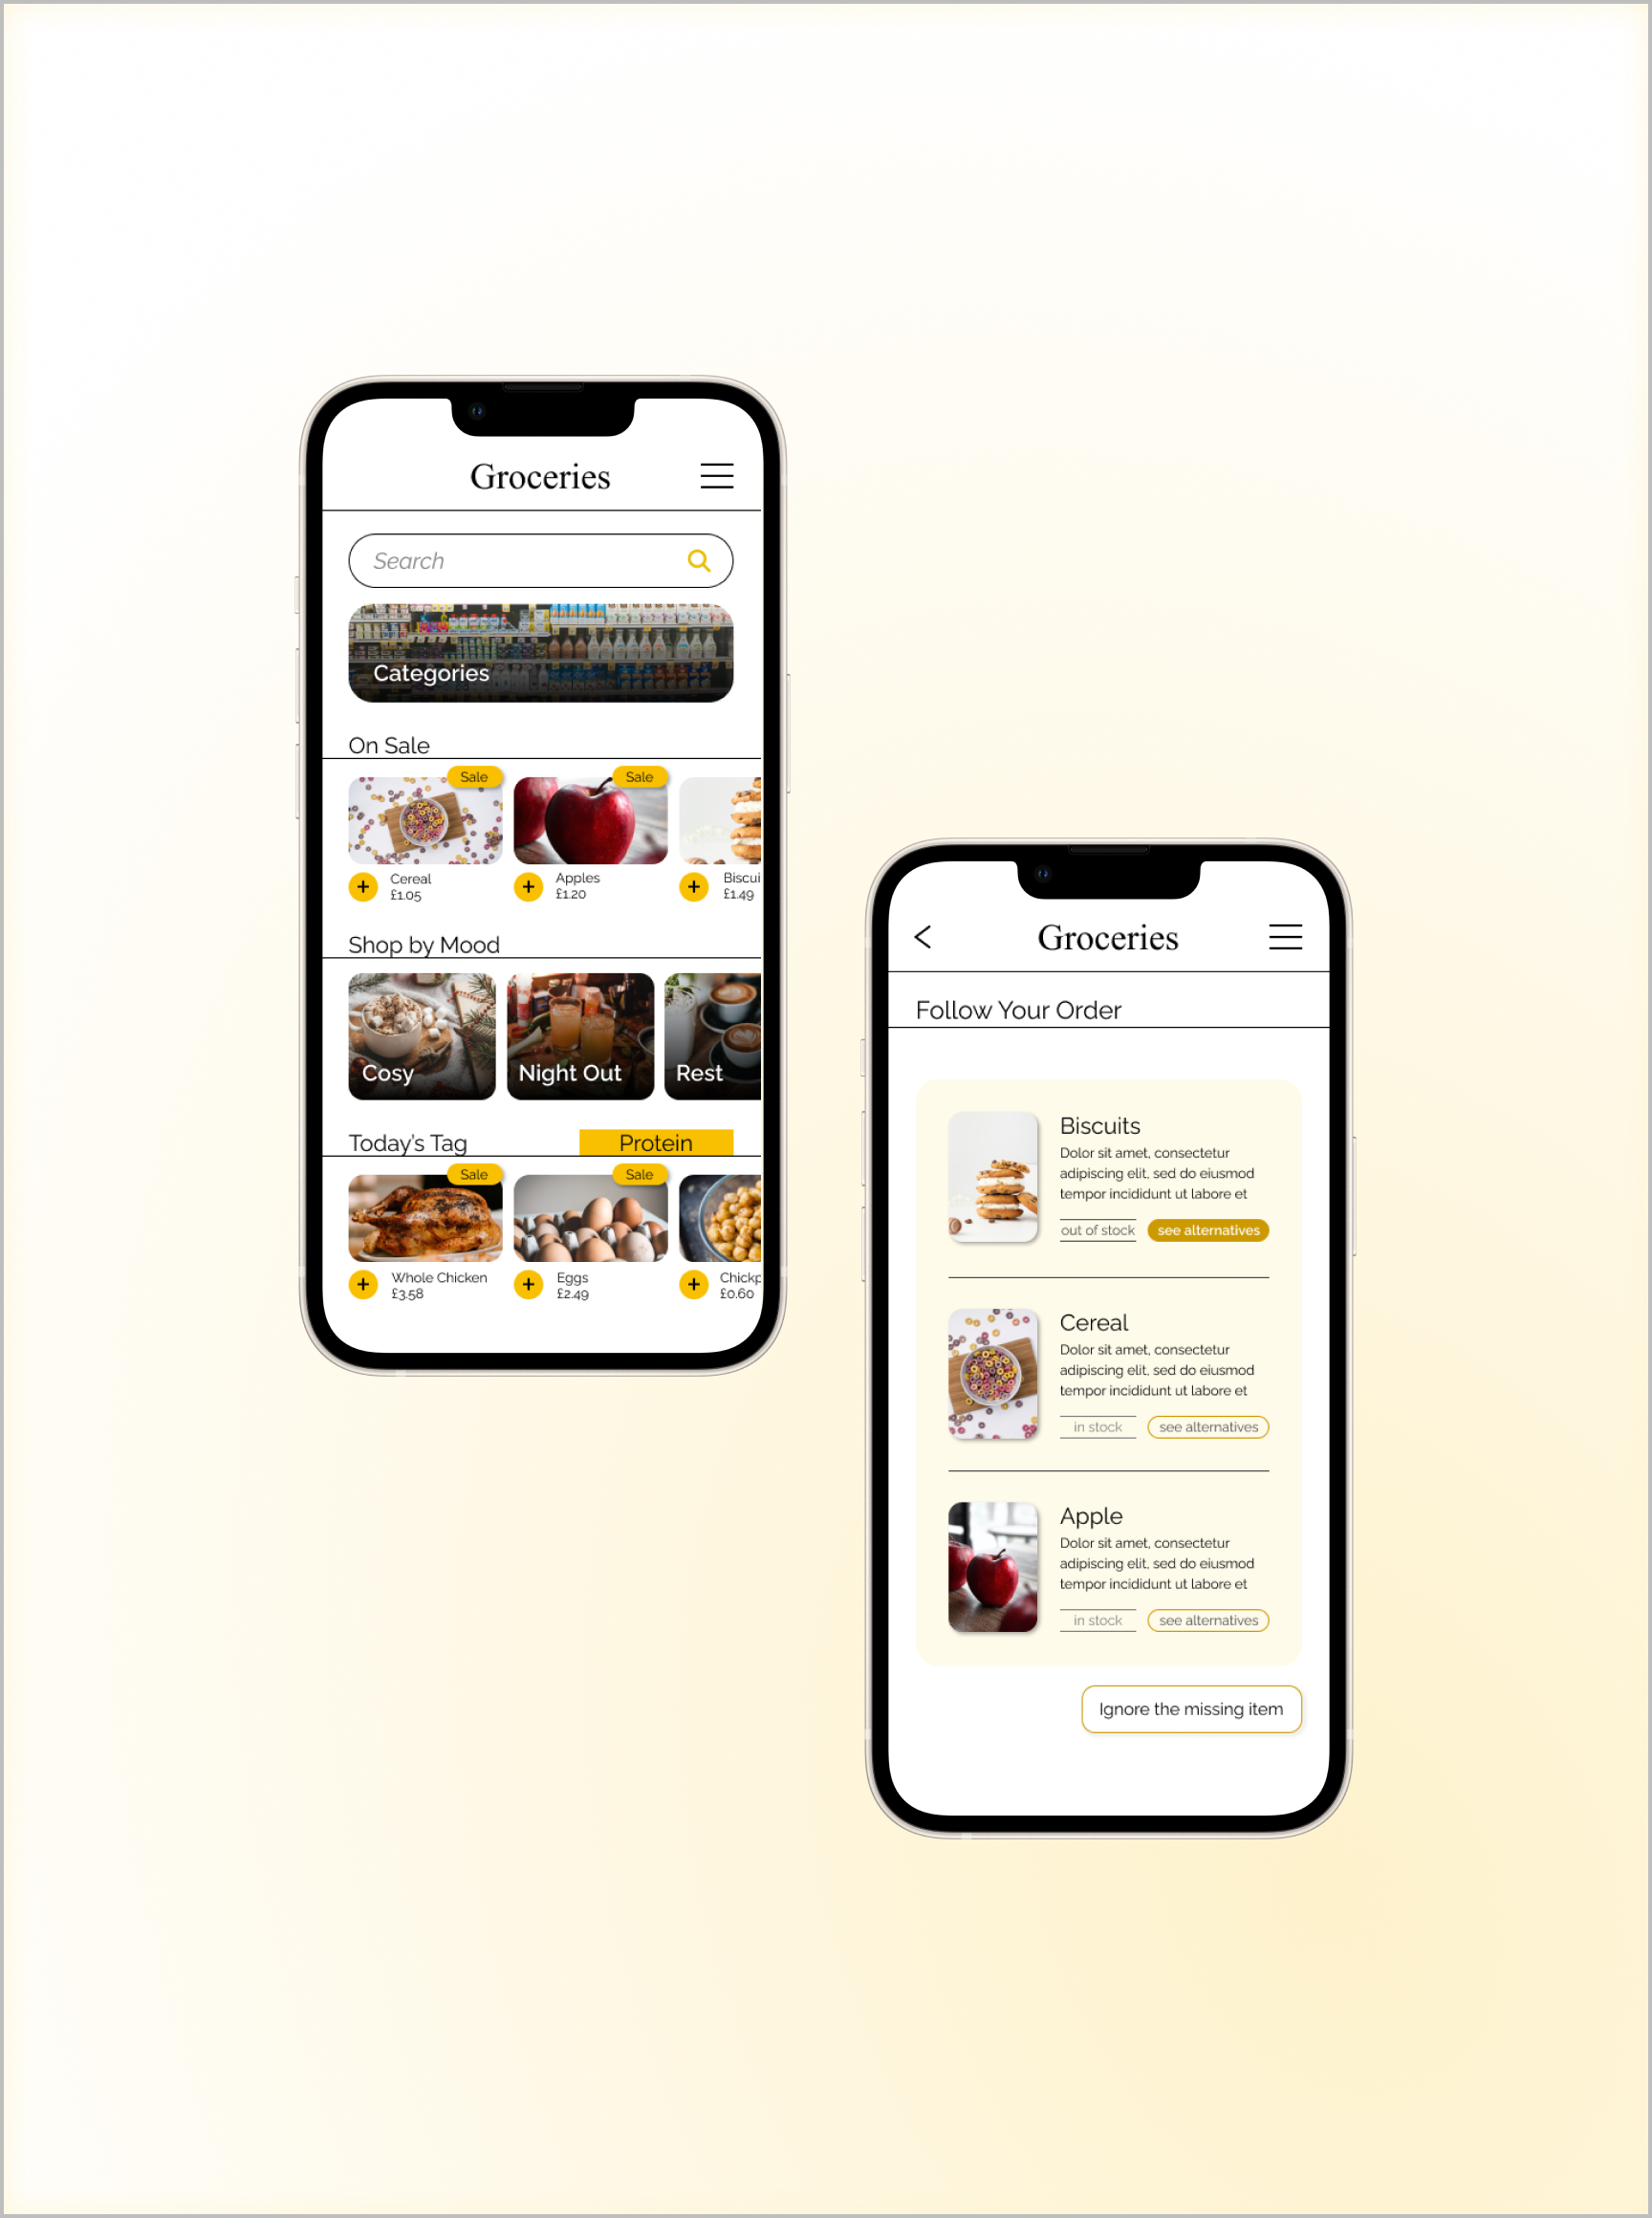 Groceries
Search
Categories
On Sale
Sale
Sale
Cereal
£1.05
Apples
£1.20
Biscui
£1.49
Shop by Mood
Cosy
Night Out
Rest
Today's Tag
Protein
Sale
Sale
Whole Chicken
£3.58
Eggs
£2.49
Chickp
£0.60
Groceries
Follow Your Order
Biscuits
Dolor sit amet, consectetur
adipiscing elit, sed do eiusmod
tempor incididunt ut labore et
out of stock
see alternatives
Cereal
Dolor sit amet, consectetur
adipiscing elit, sed do eiusmod
tempor incididunt ut labore et
in stock
see alternatives
Apple
Dolor sit amet, consectetur
adipiscing elit, sed do eiusmod
tempor incididunt ut labore et
in stock
see alternatives
Ignore the missing item